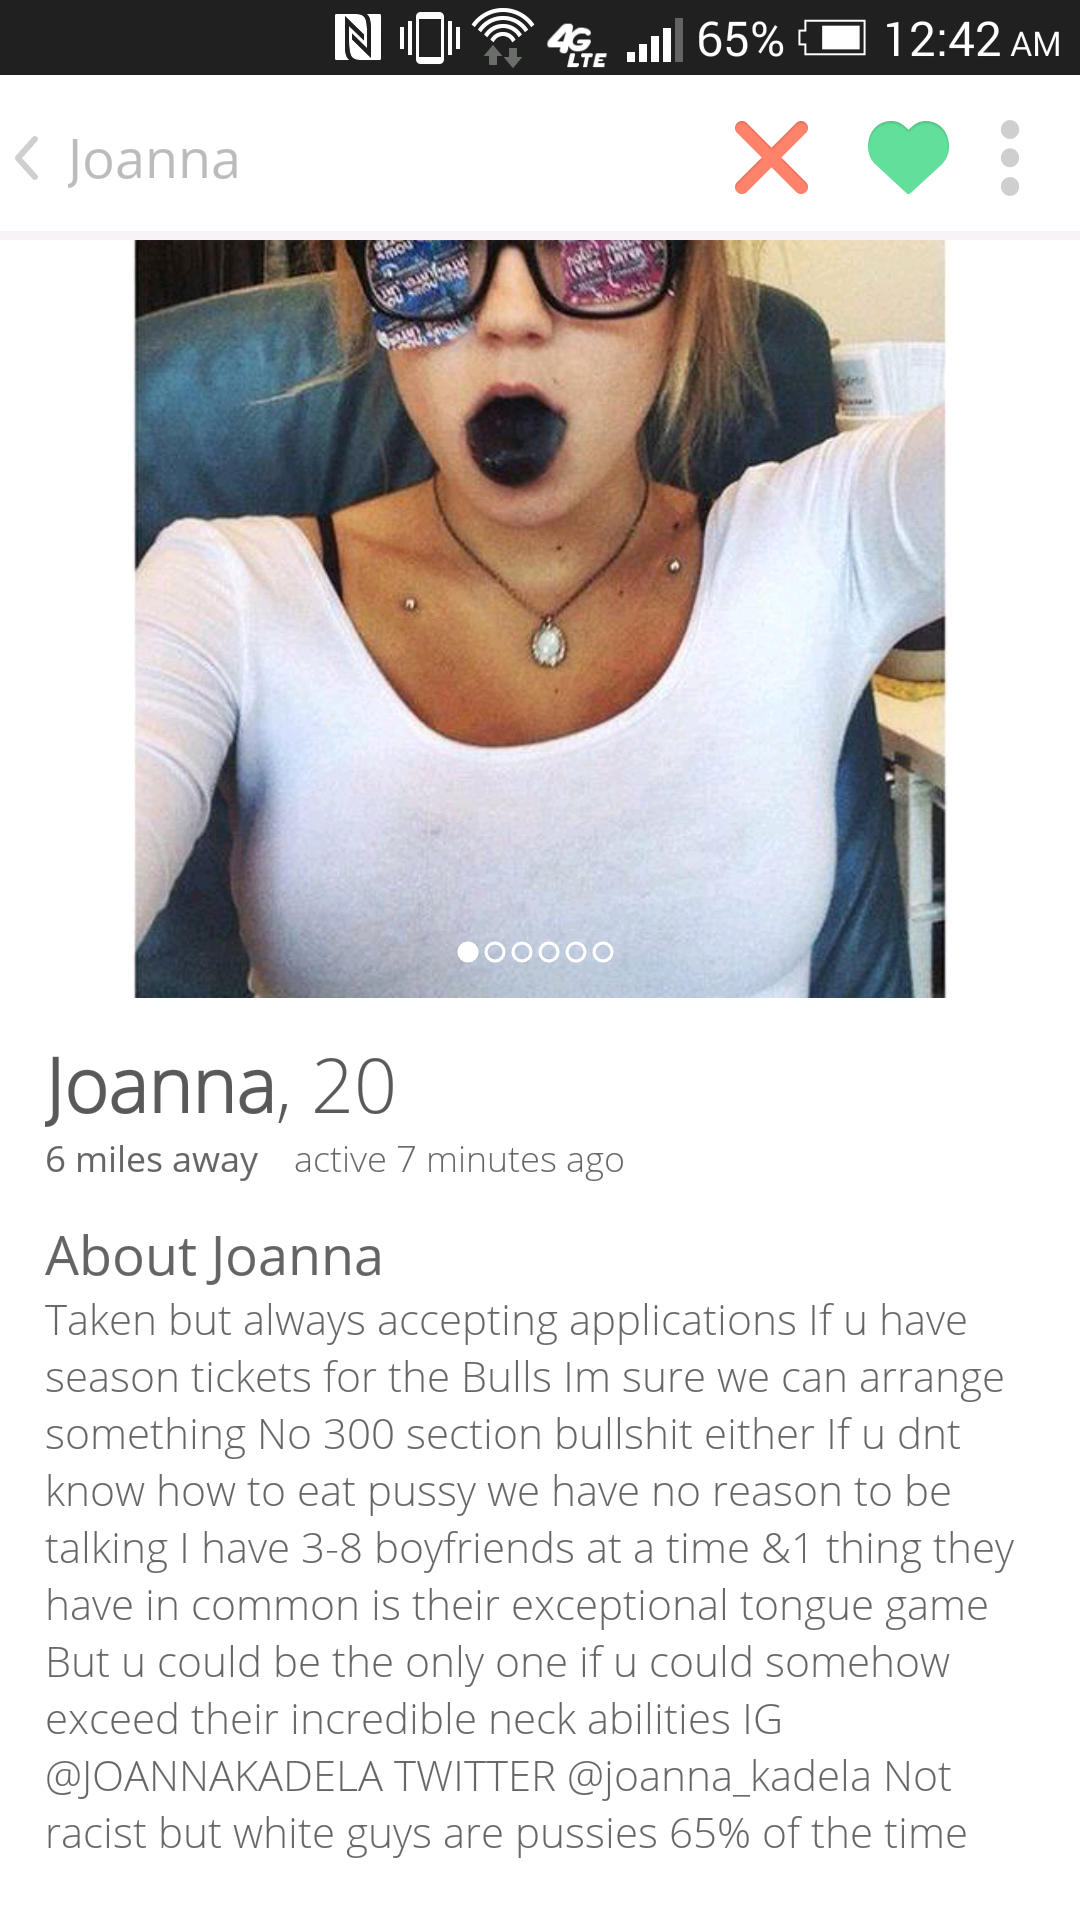 4G LTE 65% 12:42 AM
Joanna
Joanna, 20
6 miles away active 7 minutes ago
About Joanna
Taken but always accepting applications If u have
season tickets for the Bulls Im sure we can arrange
something No 300 section bullshit either If u dnt
know how to eat pussy we have no reason to be
talking I have 3-8 boyfriends at a time &1 thing they
have in common is their exceptional tongue game
But u could be the only one if u could somehow
exceed their incredible neck abilities IG
@JOANNAKADELA TWITTER @joanna_kadela Not
racist but white guys are pussies 65% of the time